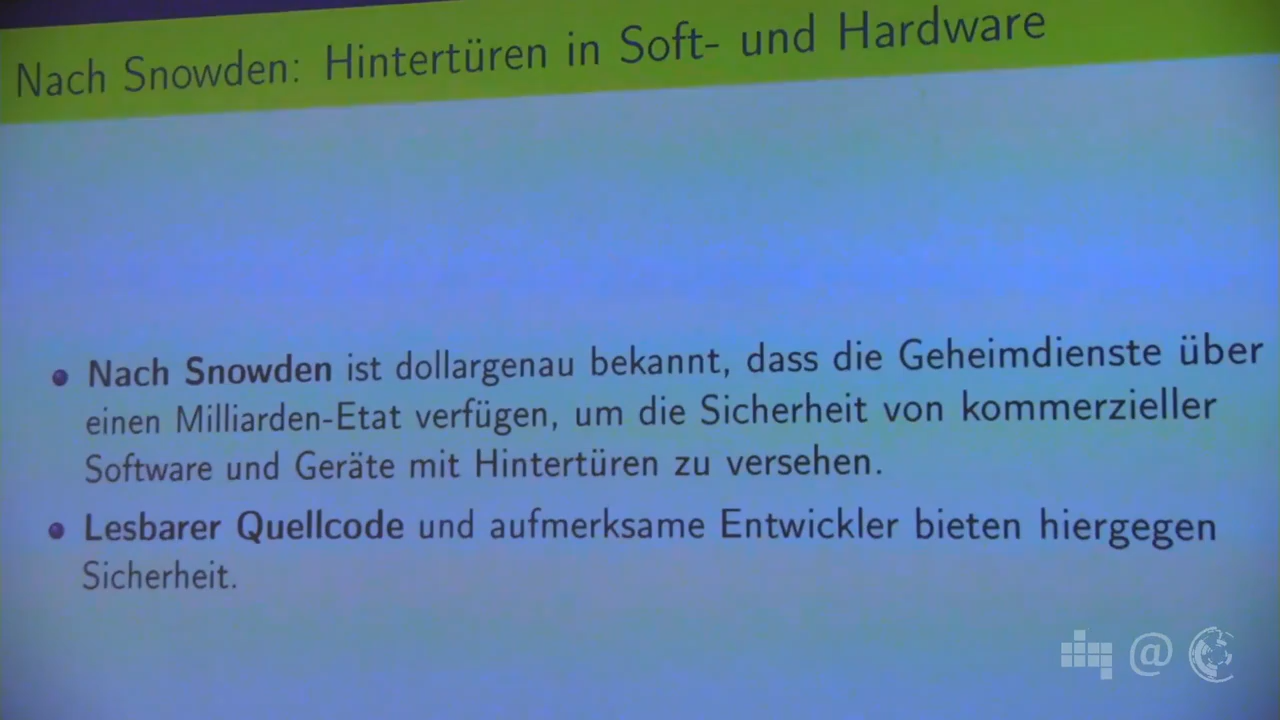 Nach Snowden: Hintertüren in Soft- und Hardware
Nach Snowden ist dollargenau bekannt, dass die Geheimdienste über
einen Milliarden-Etat verfügen, um die Sicherheit von kommerzieller
Software und Geräte mit Hintertüren zu versehen.
Lesbarer Quellcode und aufmerksame Entwickler bieten hiergegen
Sicherheit.
@